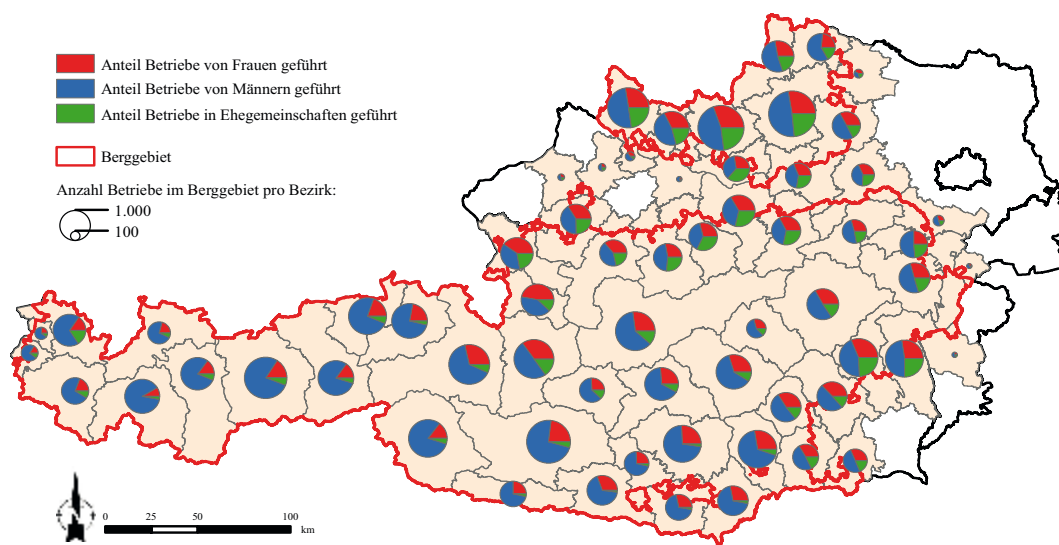 Anteil Betriebe von Frauen geführt
Anteil Betriebe von Männern geführt
Anteil Betriebe in Ehegemeinschaften geführt
Berggebiet
Anzahl Betriebe im Berggebiet pro Bezirk:
1.000
100
0 25 50 100
km